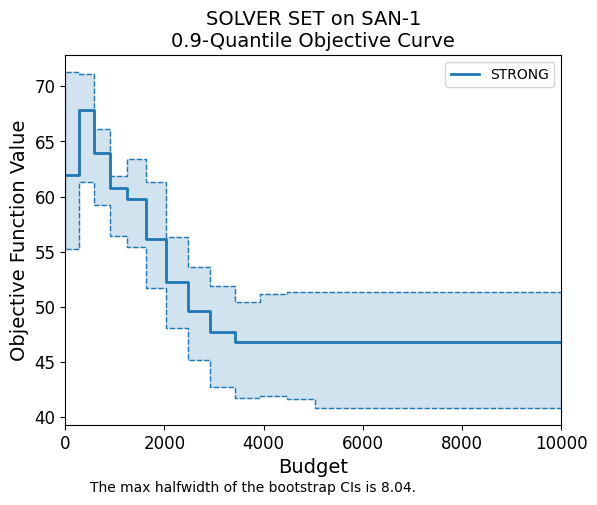 SOLVER SET on SAN-1
0.9-Quantile Objective Curve
STRONG
Objective Function Value
70
65
60
55
50
45
40
0 2000 4000 6000 8000 10000
Budget
The max halfwidth of the bootstrap CIs is 8.04.